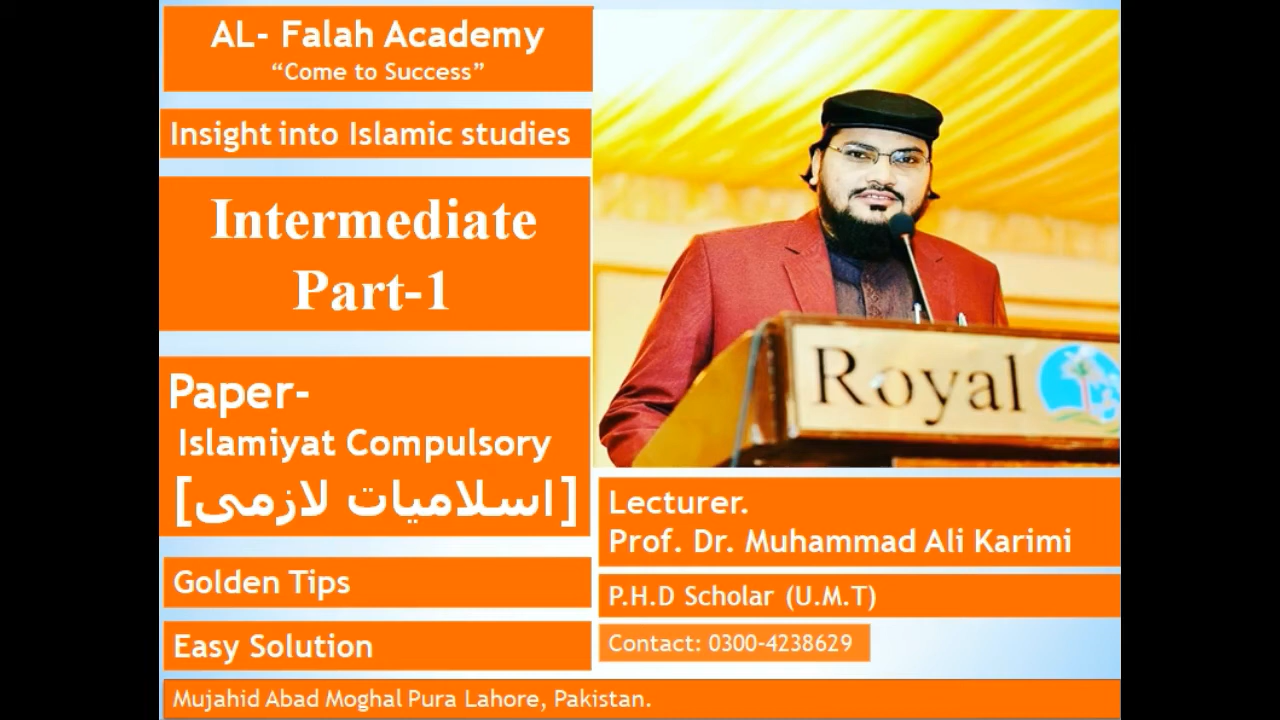 AL- Falah Academy
“Come to Success”
Insight into Islamic studies
Intermediate
Part-1
Paper-
Islamiyat Compulsory
[اسلامیات لازمی]
Golden Tips
Easy Solution
Royal
Lecturer.
Prof. Dr. Muhammad Ali Karimi
P.H.D Scholar (U.M.T)
Contact: 0300-4238629
Mujahid Abad Moghal Pura Lahore, Pakistan.